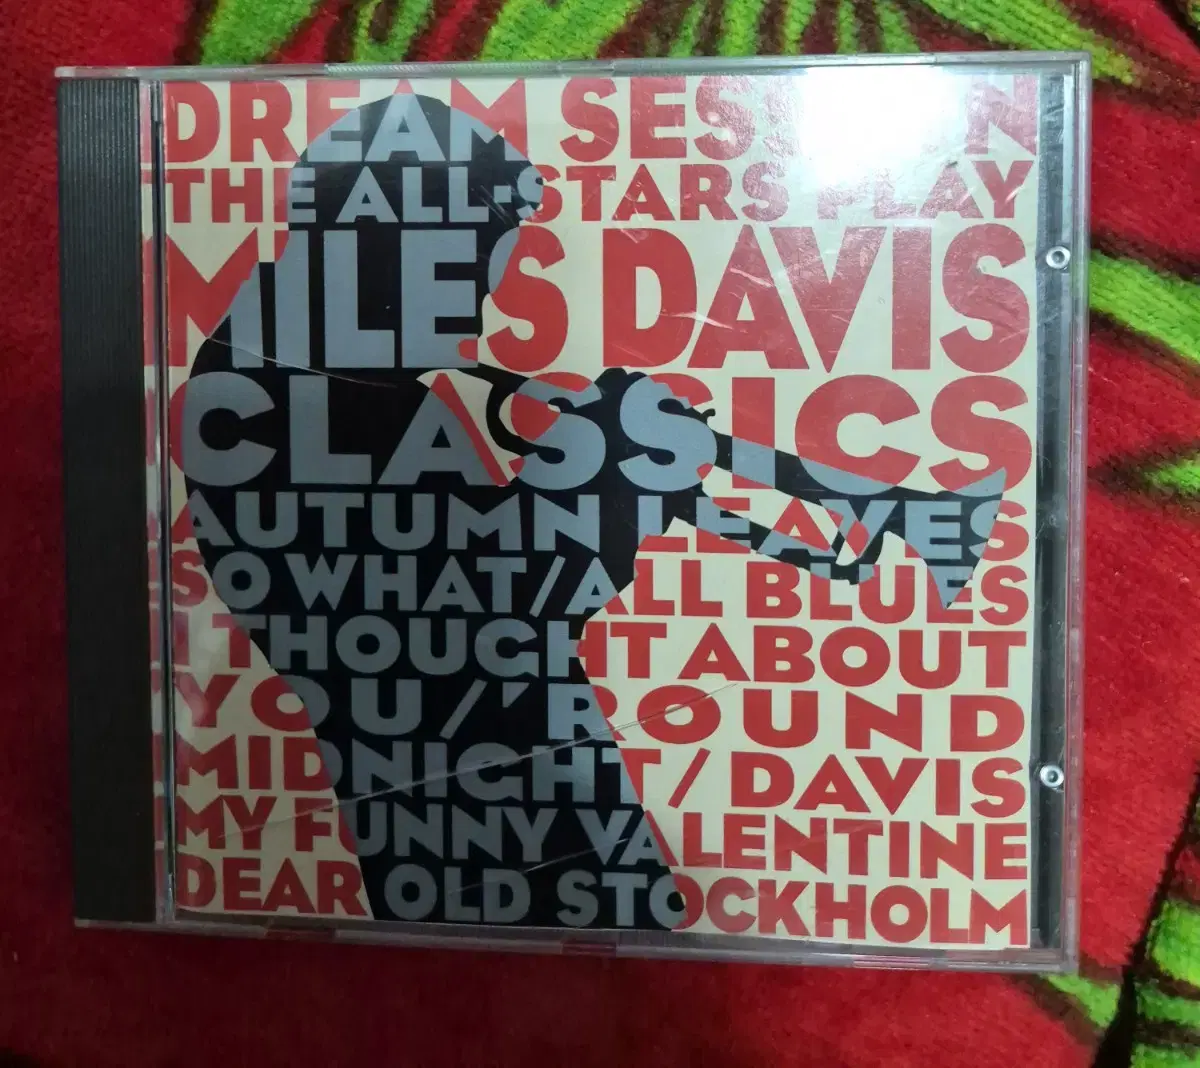 DREAM SESSION
THE ALL-STARS PLAY
MILES DAVIS
CLASSICS
AUTUMN LEAVES
SO WHAT/ALL BLUES
I THOUGHT ABOUT
YOU/'ROUND
MIDNIGHT/DAVIS
MY FUNNY VALENTINE
DEAR OLD STOCKHOLM